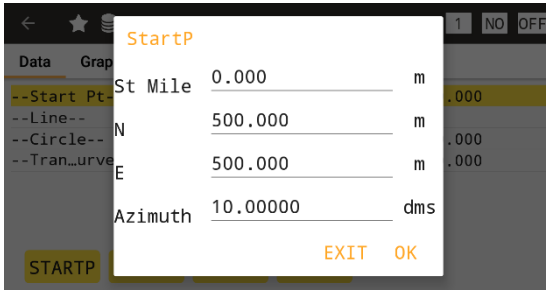 1 NO OFF
StartP
Data Grap
St Mile 0.000 m
--Start Pt- .000
--Line--
N 500.000 m
--Circle-- .000
--Tran…urve .000
E 500.000 m
Azimuth 10.00000 dms
EXIT OK
STARTP